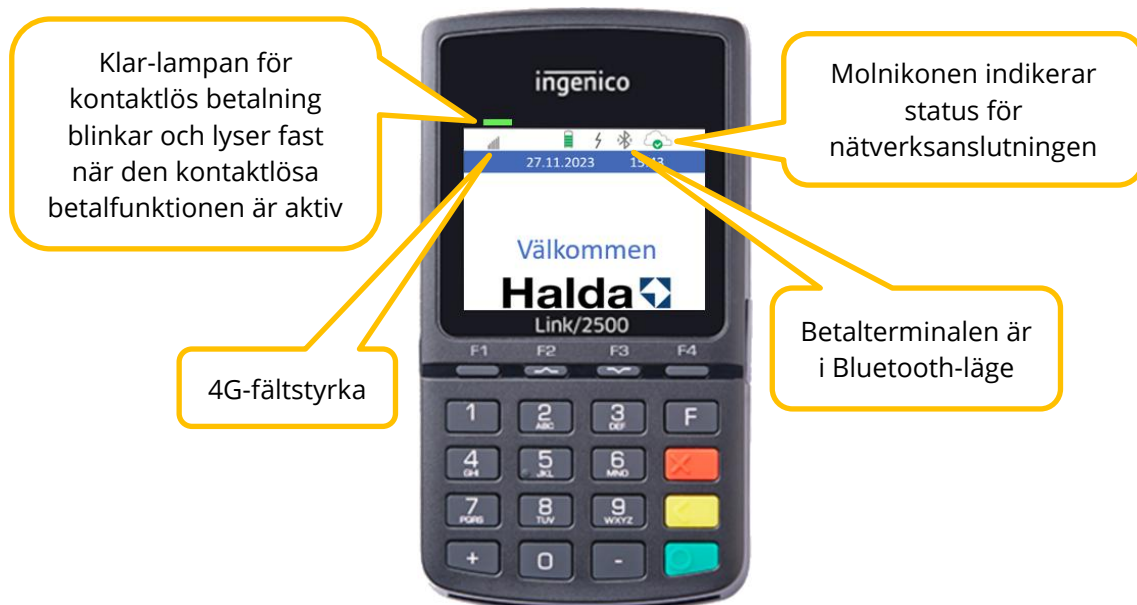 Klar-lampan för
kontaktlös betalning
blinkar och lyser fast
när den kontaktlösa
betalfunktionen är aktiv
Molnikonen indikerar
status för
nätverksanslutningen
4G-fältstyrka
Betalterminalen är
i Bluetooth-läge
ingenico
27.11.2023
Välkommen
Halda
Link/2500
F1 F2 F3 F4
1 2 ABC 3 DEF F
4 GHI 5 JKL 6 MNO
7 PQRS 8 TUV 9 WXYZ
+ 0 -